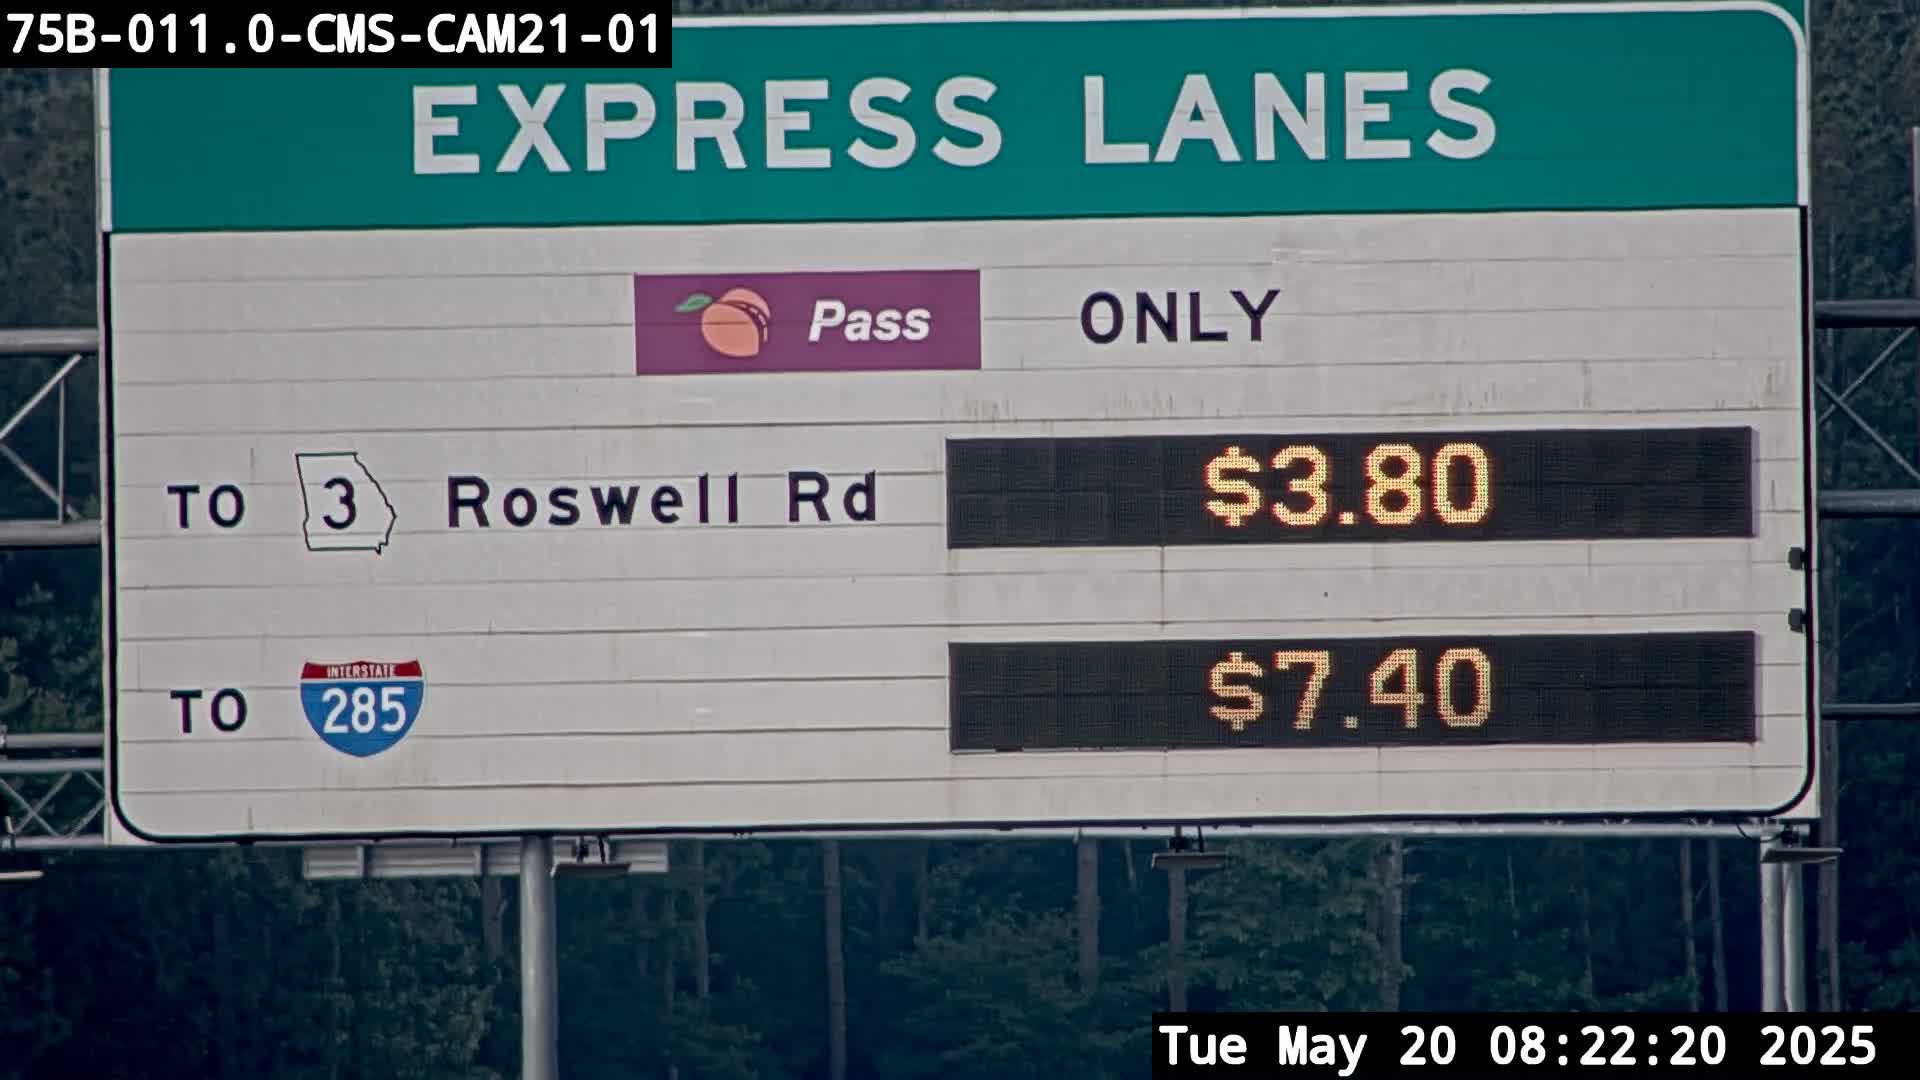 75B-011.0-CMS-CAM21-01
EXPRESS LANES
Pass ONLY
TO 3 Roswell Rd $3.80
INTERSTATE
TO 285 $7.40
Tue May 20 08:22:20 2025